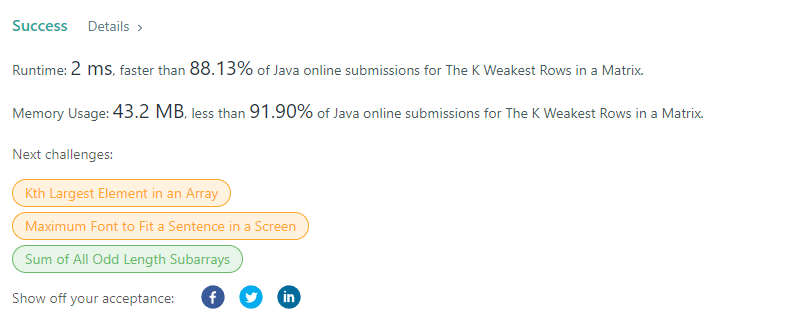 Success Details >
Runtime: 2 ms, faster than 88.13% of Java online submissions for The K Weakest Rows in a Matrix.
Memory Usage: 43.2 MB, less than 91.90% of Java online submissions for The K Weakest Rows in a Matrix.
Next challenges:
Kth Largest Element in an Array
Maximum Font to Fit a Sentence in a Screen
Sum of All Odd Length Subarrays
Show off your acceptance: f in